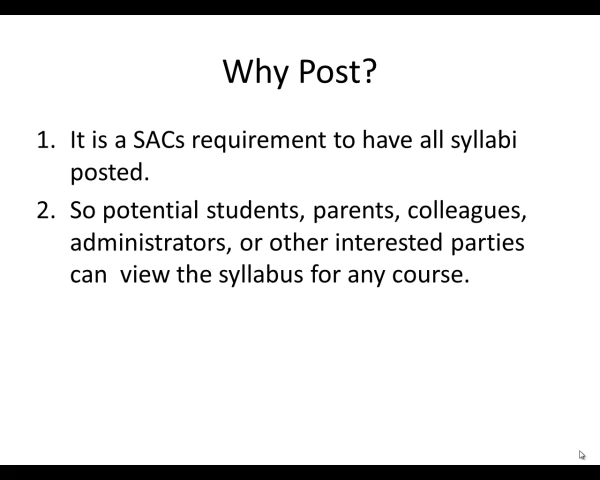 Why Post?
1. It is a SACs requirement to have all syllabi
posted.
2. So potential students, parents, colleagues,
administrators, or other interested parties
can  view the syllabus for any course.